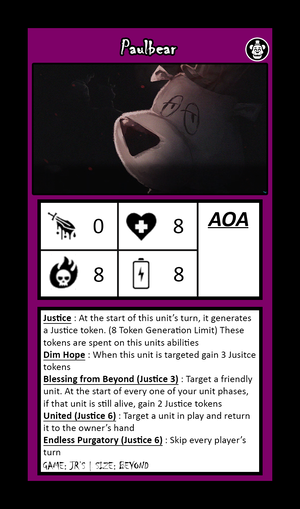 Paulbear
0
8
AOA
8
8
Justice : At the start of this unit's turn, it generates
a Justice token. (8 Token Generation Limit) These
tokens are spent on this units abilities
Dim Hope : When this unit is targeted gain 3 Jusitce
tokens
Blessing from Beyond (Justice 3) : Target a friendly
unit. At the start of every one of your unit phases,
if that unit is still alive, gain 2 Justice tokens
United (Justice 6) : Target a unit in play and return
it to the owner's hand
Endless Purgatory (Justice 6) : Skip every player's
turn
GAME: JR'S | SIZE: BEYOND